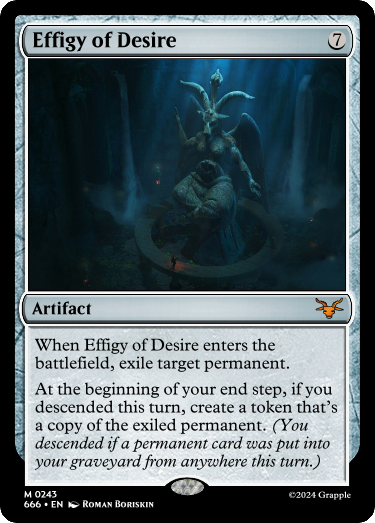 Effigy of Desire 7
Artifact
When Effigy of Desire enters the
battlefield, exile target permanent.
At the beginning of your end step, if you
descended this turn, create a token that's
a copy of the exiled permanent. (You
descended if a permanent card was put into
your graveyard from anywhere this turn.)
M 0243
666 • EN Roman Boriskin
©2024 Grapple